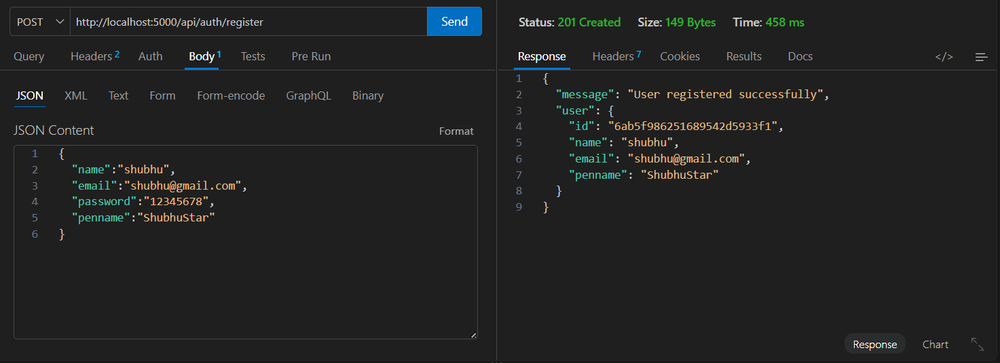 POST http://localhost:5000/api/auth/register Send
Query Headers 2 Auth Body 1 Tests Pre Run
JSON XML Text Form Form-encode GraphQL Binary
JSON Content Format
1 {
2 "name":"shubhu",
3 "email":"shubhu@gmail.com",
4 "password":"12345678",
5 "penname":"ShubhuStar"
6 }
Status: 201 Created Size: 149 Bytes Time: 458 ms
Response Headers 7 Cookies Results Docs </>
1 {
2 "message": "User registered successfully",
3 "user": {
4 "id": "6ab5f986251689542d5933f1",
5 "name": "shubhu",
6 "email": "shubhu@gmail.com",
7 "penname": "ShubhuStar"
8 }
9 }
Response Chart